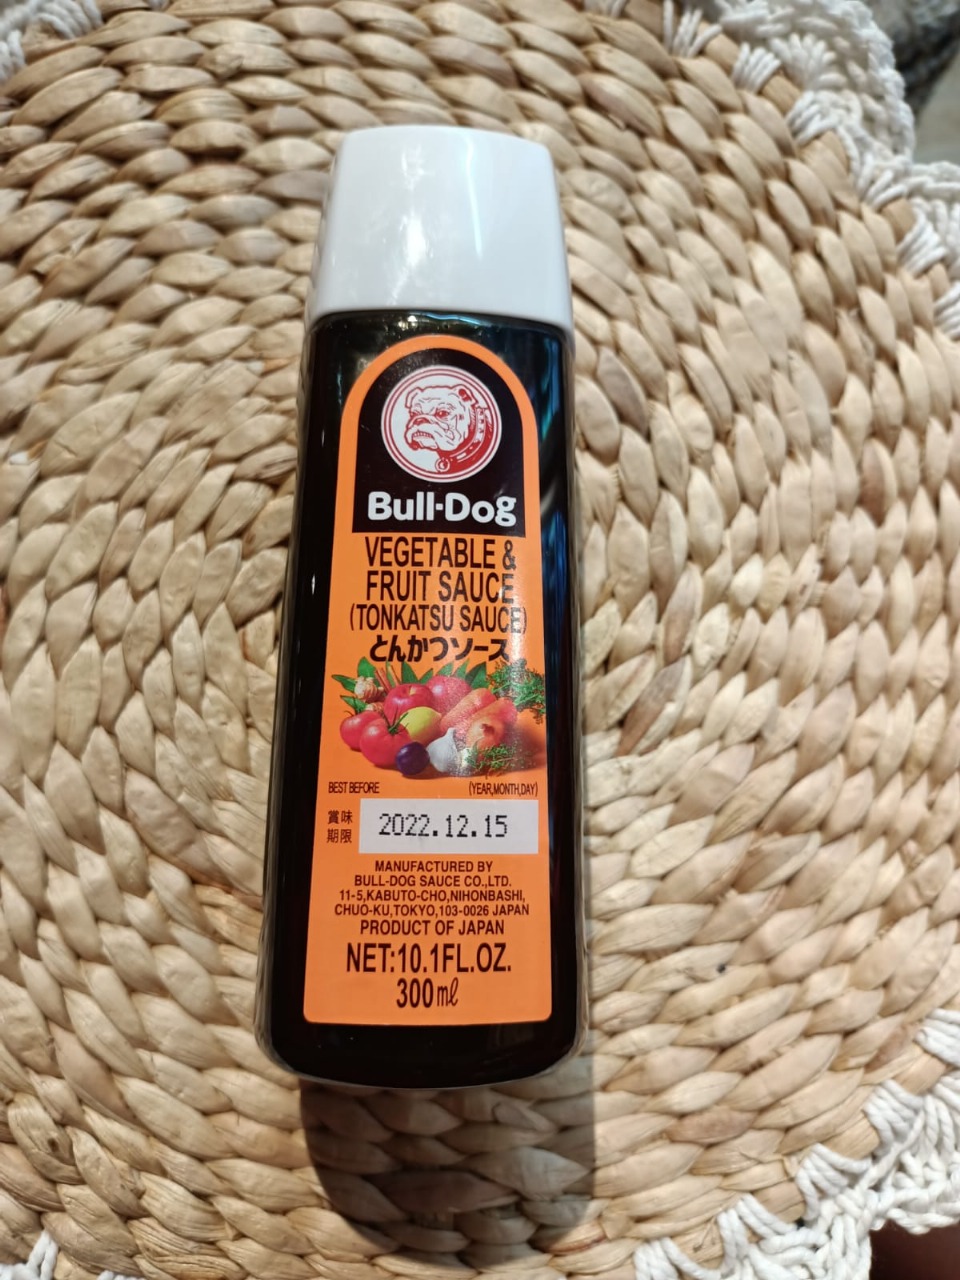 Bull-Dog
VEGETABLE &
FRUIT SAUCE
(TONKATSU SAUCE)
とんかつソース
BEST BEFORE (YEAR,MONTH,DAY)
賞味
期限
2022.12.15
MANUFACTURED BY
BULL-DOG SAUCE CO.,LTD.
11-5,KABUTO-CHO,NIHONBASHI,
CHUO-KU,TOKYO,103-0026 JAPAN
PRODUCT OF JAPAN
NET:10.1FL.OZ.
300ml